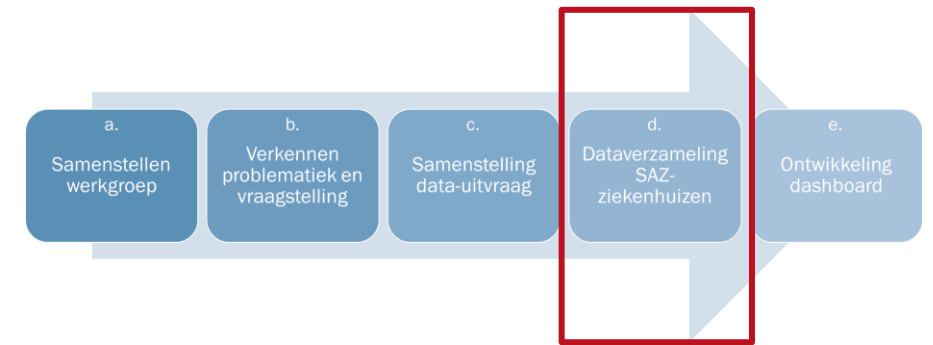 a.
Samenstellen
werkgroep
b.
Verkennen
problematiek en
vraagstelling
c.
Samenstelling
data-uitvraag
d.
Dataverzameling
SAZ-
ziekenhuizen
e.
Ontwikkeling
dashboard